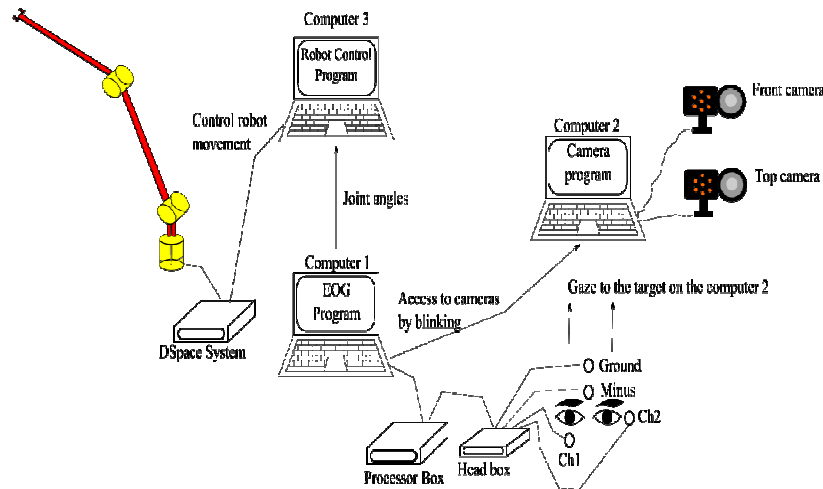 Computer 3
Robot Control
Program
Front camera
Control robot
movement
Computer 2
Camera
program
Top camera
Joint angles
Computer 1
EOG
Program
Access to cameras
by blinking
Gaze to the target on the computer 2
DSpace System
Ground
Minus
Ch2
Ch1
Processor Box
Head box